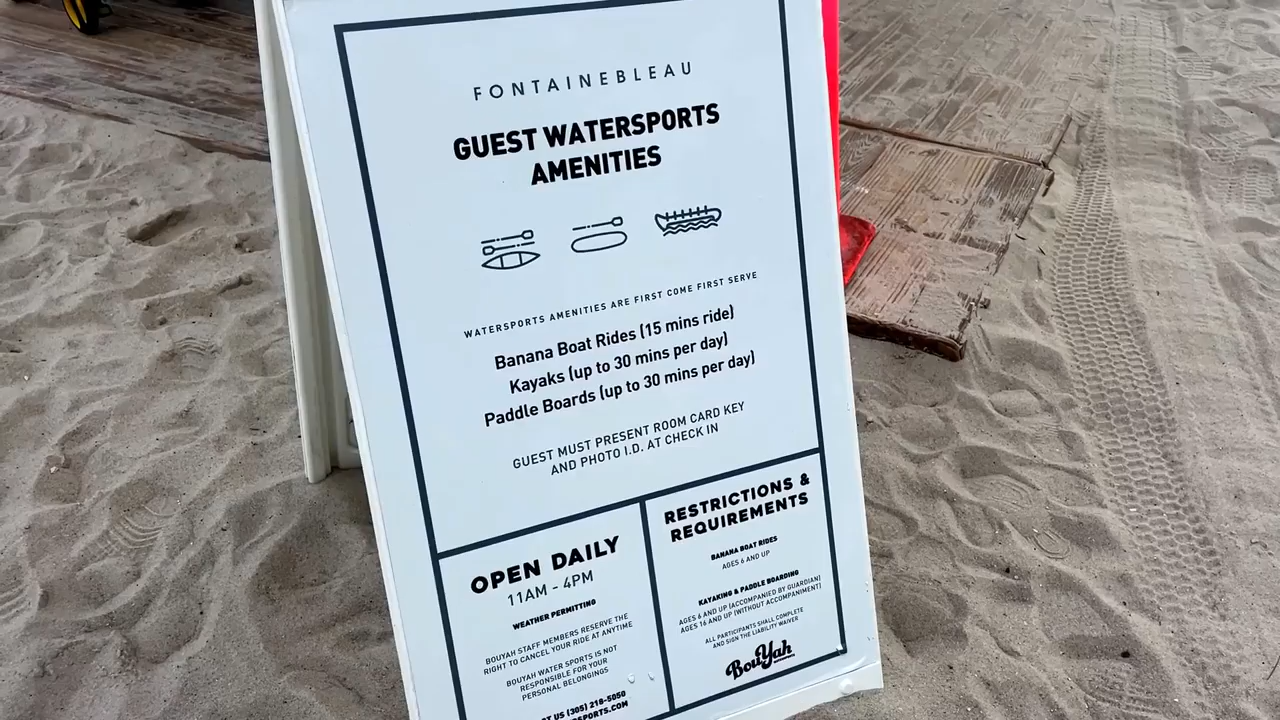 FONTAINEBLEAU
GUEST WATERSPORTS
AMENITIES
WATERSPORTS AMENITIES ARE FIRST COME FIRST SERVE
Banana Boat Rides (15 mins ride)
Kayaks (up to 30 mins per day)
Paddle Boards (up to 30 mins per day)
GUEST MUST PRESENT ROOM CARD KEY
AND PHOTO I.D. AT CHECK IN
OPEN DAILY
11AM - 4PM
WEATHER PERMITTING
BOUYAH STAFF MEMBERS RESERVE THE
RIGHT TO CANCEL YOUR RIDE AT ANYTIME
BOUYAH WATER SPORTS IS NOT
RESPONSIBLE FOR YOUR
PERSONAL BELONGINGS
US (305) 218-5050
RESTRICTIONS &
REQUIREMENTS
BANANA BOAT RIDES
AGES 6 AND UP
KAYAKING & PADDLE BOARDING
AGES 6 AND UP (ACCOMPANIED BY GUARDIAN)
AGES 16 AND UP (WITHOUT ACCOMPANIMENT)
ALL PARTICIPANTS SHALL COMPLETE
AND SIGN THE LIABILITY WAIVER
BouYah